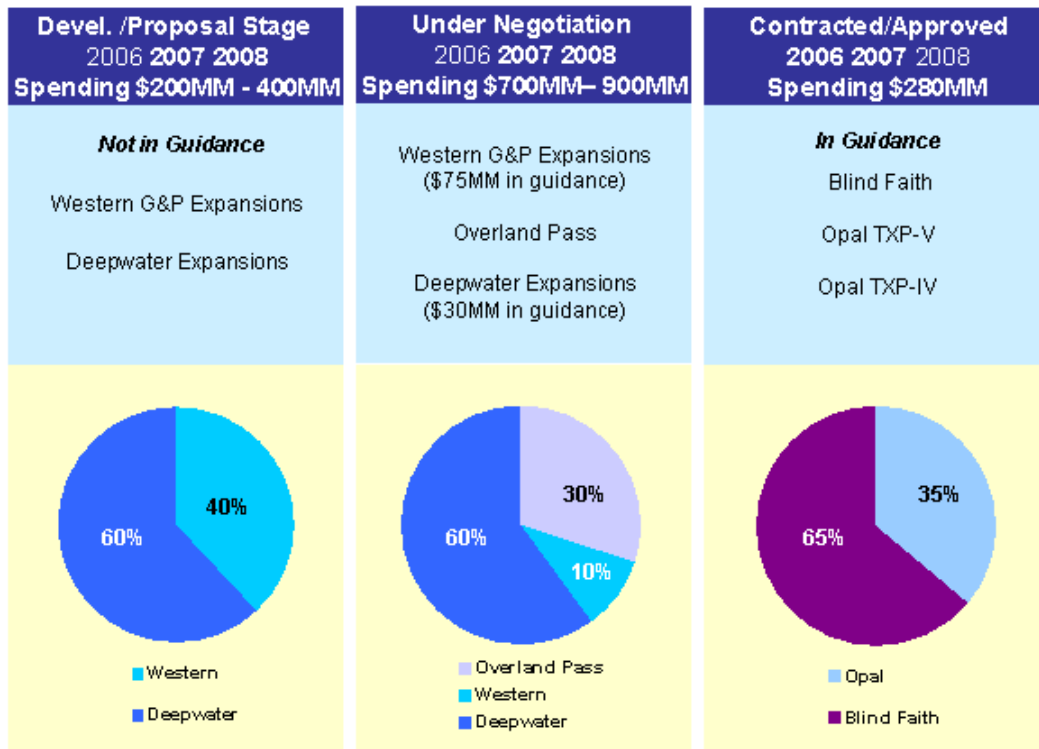 Devel. /Proposal Stage
2006 2007 2008
Spending $200MM - 400MM
Not in Guidance
Western G&P Expansions
Deepwater Expansions
40%
60%
Western
Deepwater
Under Negotiation
2006 2007 2008
Spending $700MM– 900MM
Western G&P Expansions
($75MM in guidance)
Overland Pass
Deepwater Expansions
($30MM in guidance)
30%
60%
10%
Overland Pass
Western
Deepwater
Contracted/Approved
2006 2007 2008
Spending $280MM
In Guidance
Blind Faith
Opal TXP-V
Opal TXP-IV
35%
65%
Opal
Blind Faith